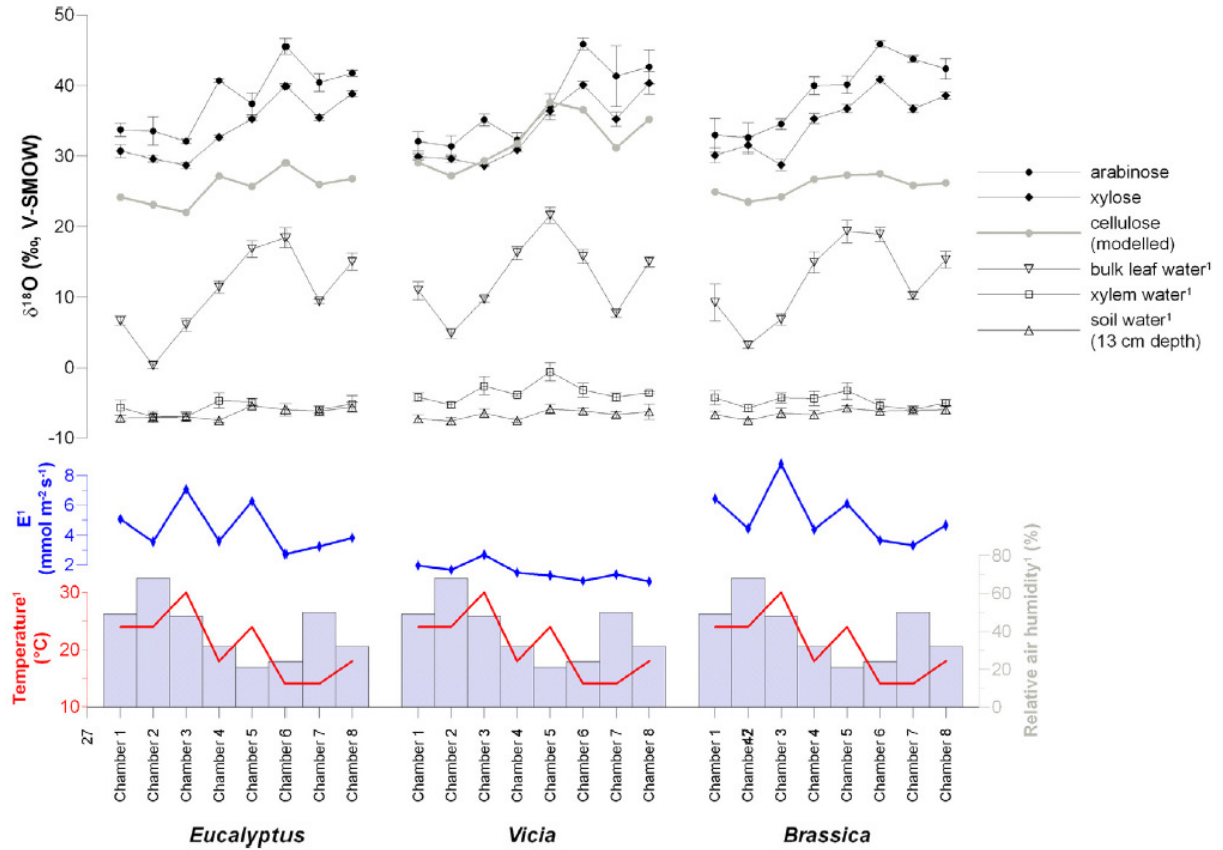 50
40
30
20
10
0
-10
δ¹⁸O (‰, V-SMOW)
arabinose
xylose
cellulose
(modelled)
bulk leaf water¹
xylem water¹
soil water¹
(13 cm depth)
8
6
4
2
E¹
(mmol m⁻² s⁻¹)
30
20
10
Temperature¹
(°C)
80
60
40
20
0
Relative air humidity¹ (%)
27
Chamber 1
Chamber 2
Chamber 3
Chamber 4
Chamber 5
Chamber 6
Chamber 7
Chamber 8
Chamber 1
Chamber 2
Chamber 3
Chamber 4
Chamber 5
Chamber 6
Chamber 7
Chamber 8
Chamber 1
Chamber 42
Chamber 3
Chamber 4
Chamber 5
Chamber 6
Chamber 7
Chamber 8
Eucalyptus
Vicia
Brassica